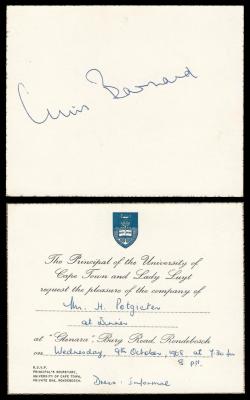 Chris Barnard
The Principal of the University of
Cape Town and Lady Luyt
request the pleasure of the company of
Mr. H. Potgieter
at Dinner
at "Glenara", Burg Road, Rondebosch
on Wednesday, 9th October, 1968 at 7.30 for
8 p.m.
R.S.V.P.
PRINCIPAL'S SECRETARY,
UNIVERSITY OF CAPE TOWN,
PRIVATE BAG, RONDEBOSCH.
Dress: Informal